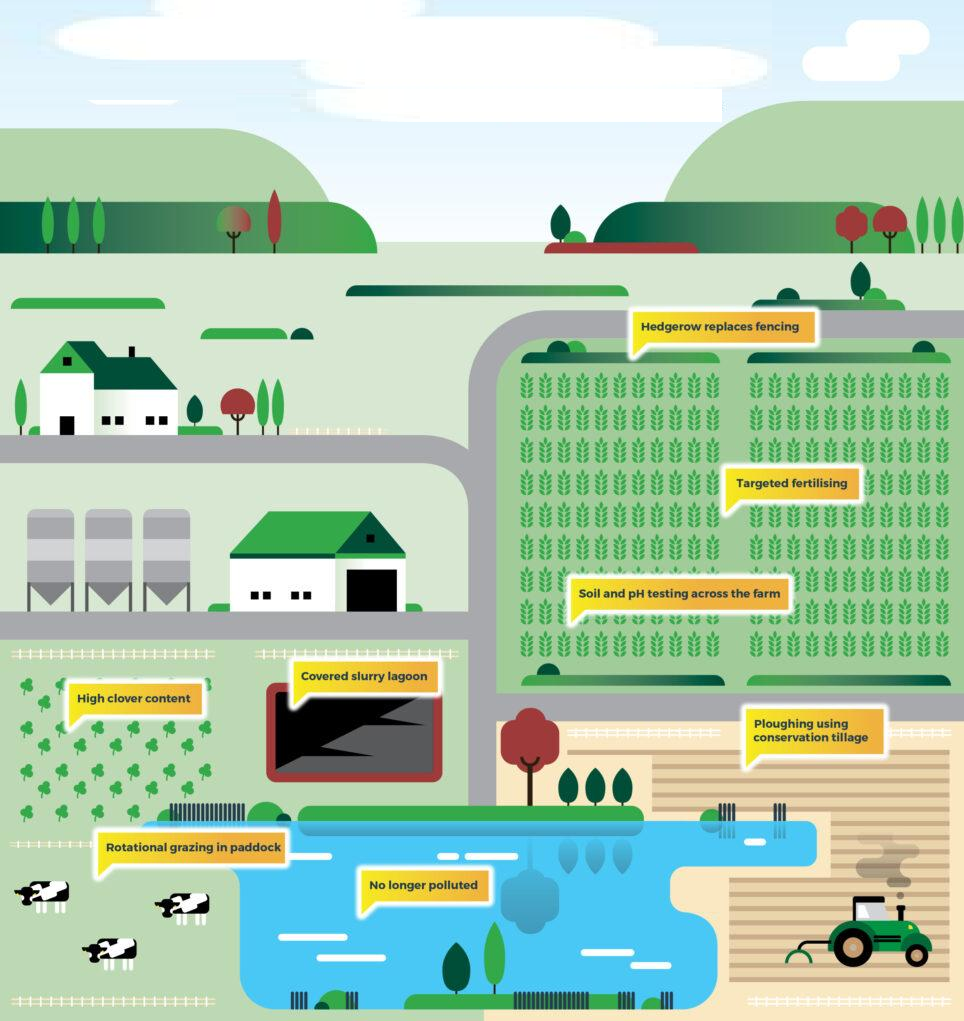 Hedgerow replaces fencing
Targeted fertilising
Soil and pH testing across the farm
Covered slurry lagoon
High clover content
Ploughing using
conservation tillage
Rotational grazing in paddock
No longer polluted